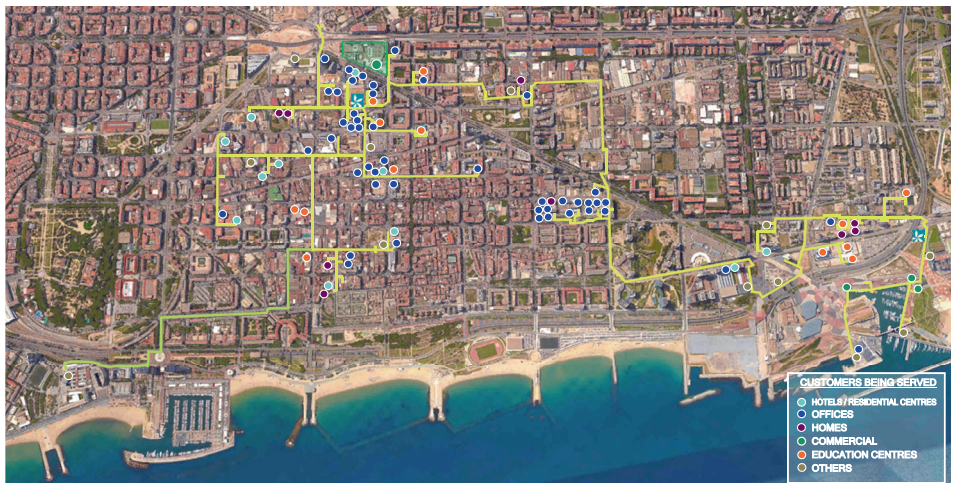 CUSTOMERS BEING SERVED
HOTELS / RESIDENTIAL CENTRES
OFFICES
HOMES
COMMERCIAL
EDUCATION CENTRES
OTHERS